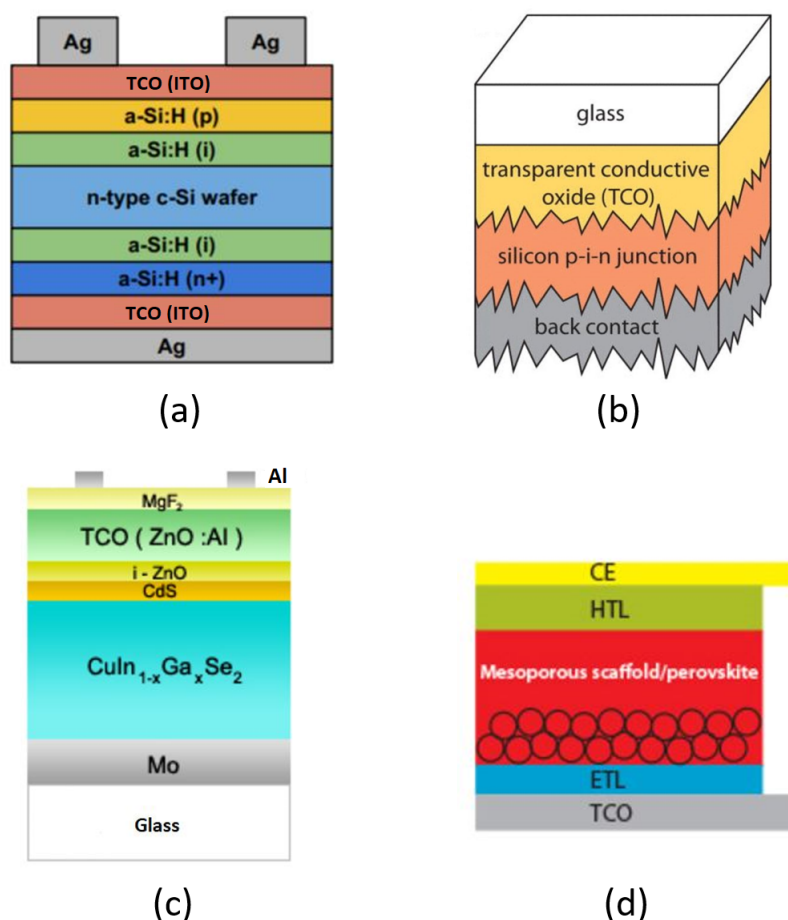 Ag Ag
TCO (ITO)
a-Si:H (p)
a-Si:H (i)
n-type c-Si wafer
a-Si:H (i)
a-Si:H (n+)
TCO (ITO)
Ag
(a)
glass
transparent conductive
oxide (TCO)
silicon p-i-n junction
back contact
(b)
Al
MgF₂
TCO ( ZnO :Al )
i - ZnO
CdS
CuIn₁₋ₓGaₓSe₂
Mo
Glass
(c)
CE
HTL
Mesoporous scaffold/perovskite
ETL
TCO
(d)